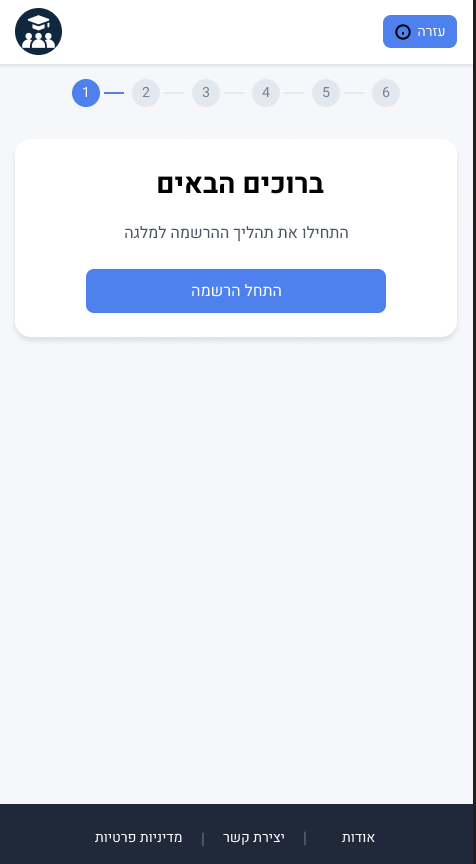 עזרה
1 2 3 4 5 6
ברוכים הבאים
התחילו את תהליך ההרשמה למלגה
התחל הרשמה
אודות | יצירת קשר | מדיניות פרטיות